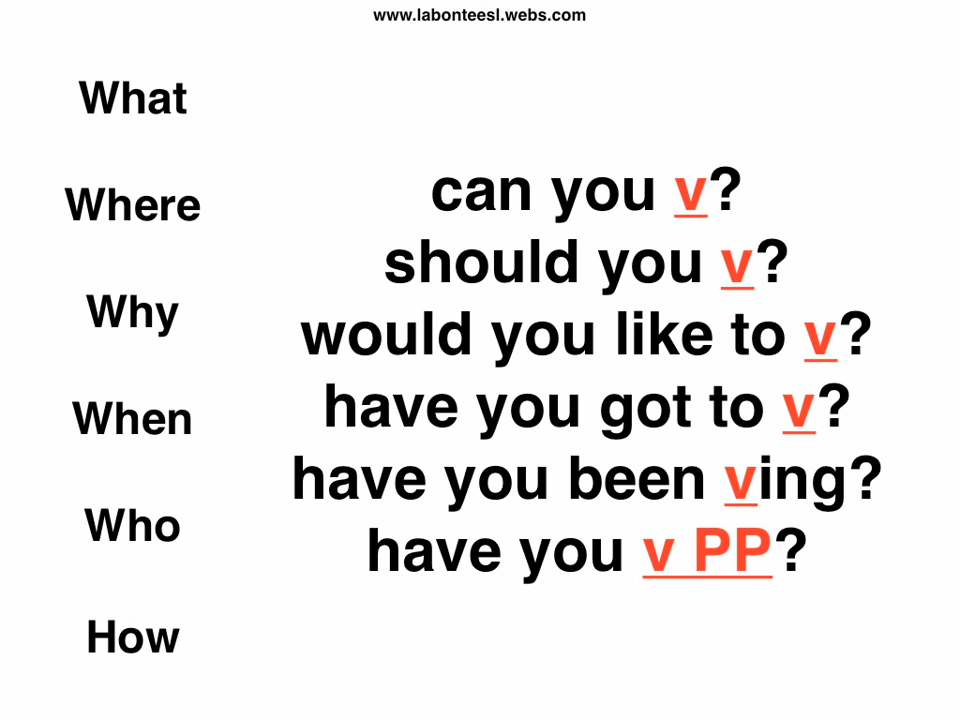 www.labonteesl.webs.com
What
Where
Why
When
Who
How
can you v?
should you v?
would you like to v?
have you got to v?
have you been ving?
have you v PP?